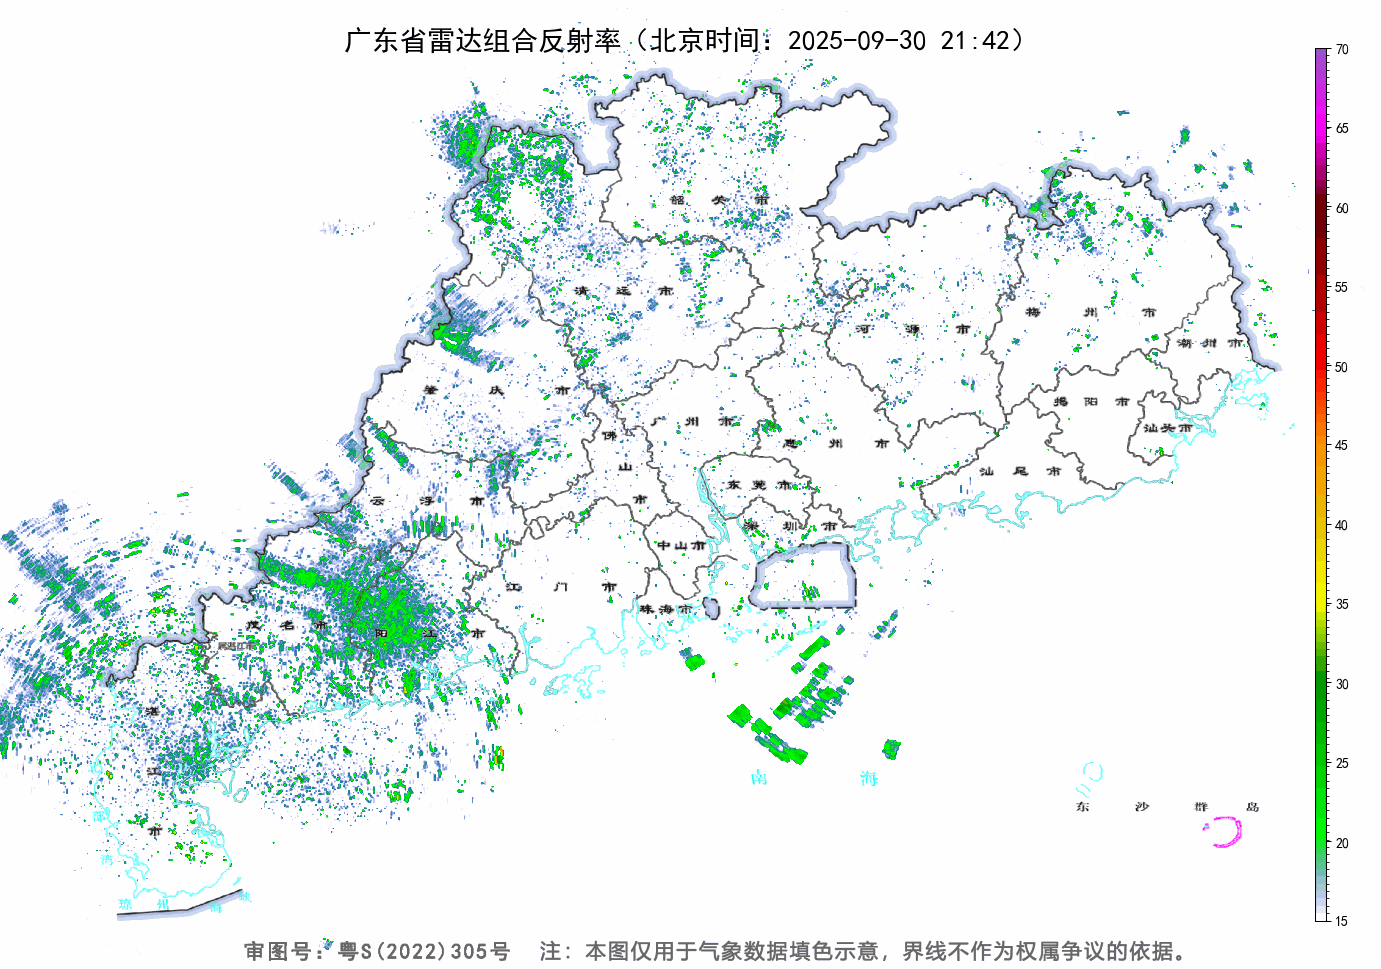 广东省雷达组合反射率（北京时间：2025-09-30 21:42）
70
65
60
55
50
45
40
35
30
25
20
15
韶关市
清远市
河源市
梅州市
潮州市
肇庆市
广州市
惠州市
揭阳市
汕头市
佛山市
汕尾市
云浮市
东莞市
深圳市
中山市
江门市
珠海市
茂名市
阳江市
属湛江市
湛江市
北部湾
南海
东沙群岛
琼州海峡
审图号：粤S(2022)305号 注：本图仅用于气象数据填色示意，界线不作为权属争议的依据。